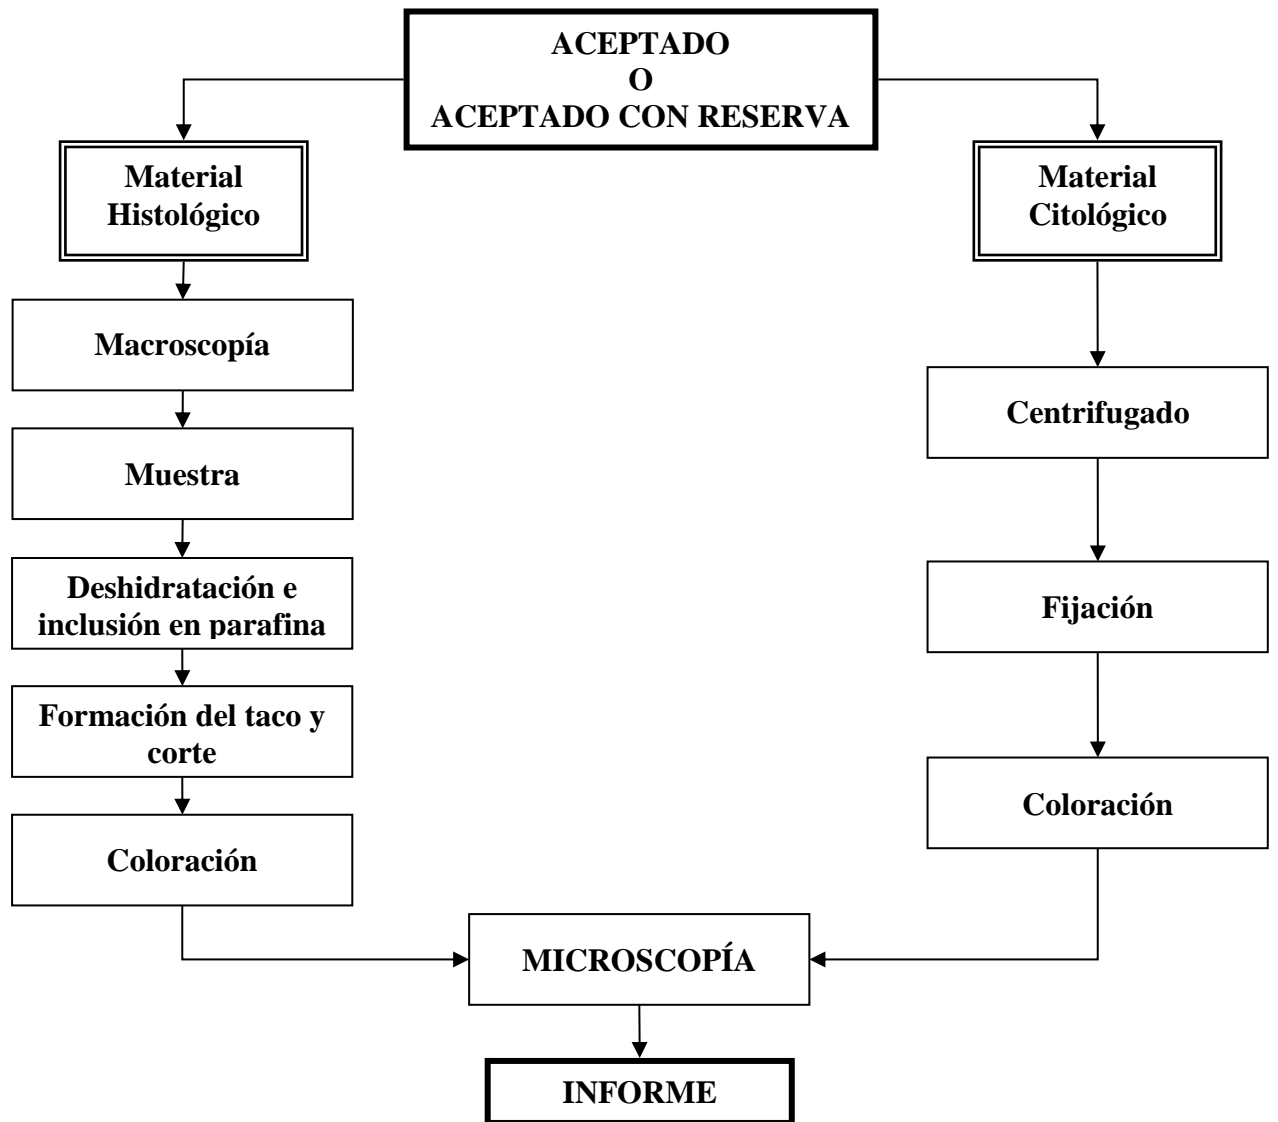 ACEPTADO
O
ACEPTADO CON RESERVA
Material
Histológico
Macroscopía
Muestra
Deshidratación e
inclusión en parafina
Formación del taco y
corte
Coloración
Material
Citológico
Centrifugado
Fijación
Coloración
MICROSCOPÍA
INFORME